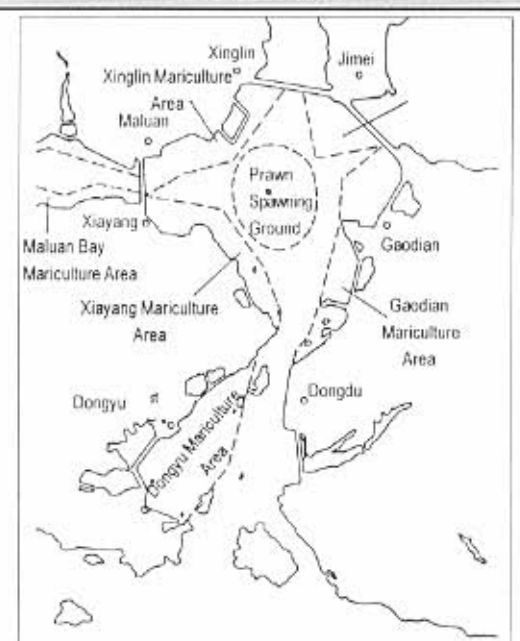 Xinglin
Jimei
Xinglin Mariculture
Area
Maluan
Prawn
Spawning
Ground
Xiayang
Gaodian
Maluan Bay
Mariculture Area
Xiayang Mariculture
Area
Gaodian
Mariculture
Area
Dongyu
Dongdu
Dongyu Mariculture
Area